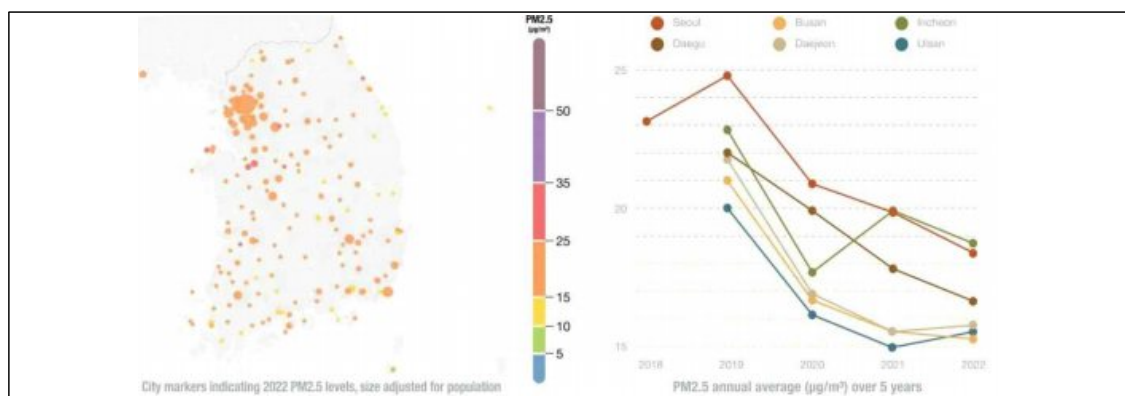 PM2.5
(µg/m³)
50
35
25
15
10
5
City markers indicating 2022 PM2.5 levels, size adjusted for population
Seoul Busan Incheon
Daegu Daejeon Ulsan
25
20
15
2018 2019 2020 2021 2022
PM2.5 annual average (µg/m³) over 5 years